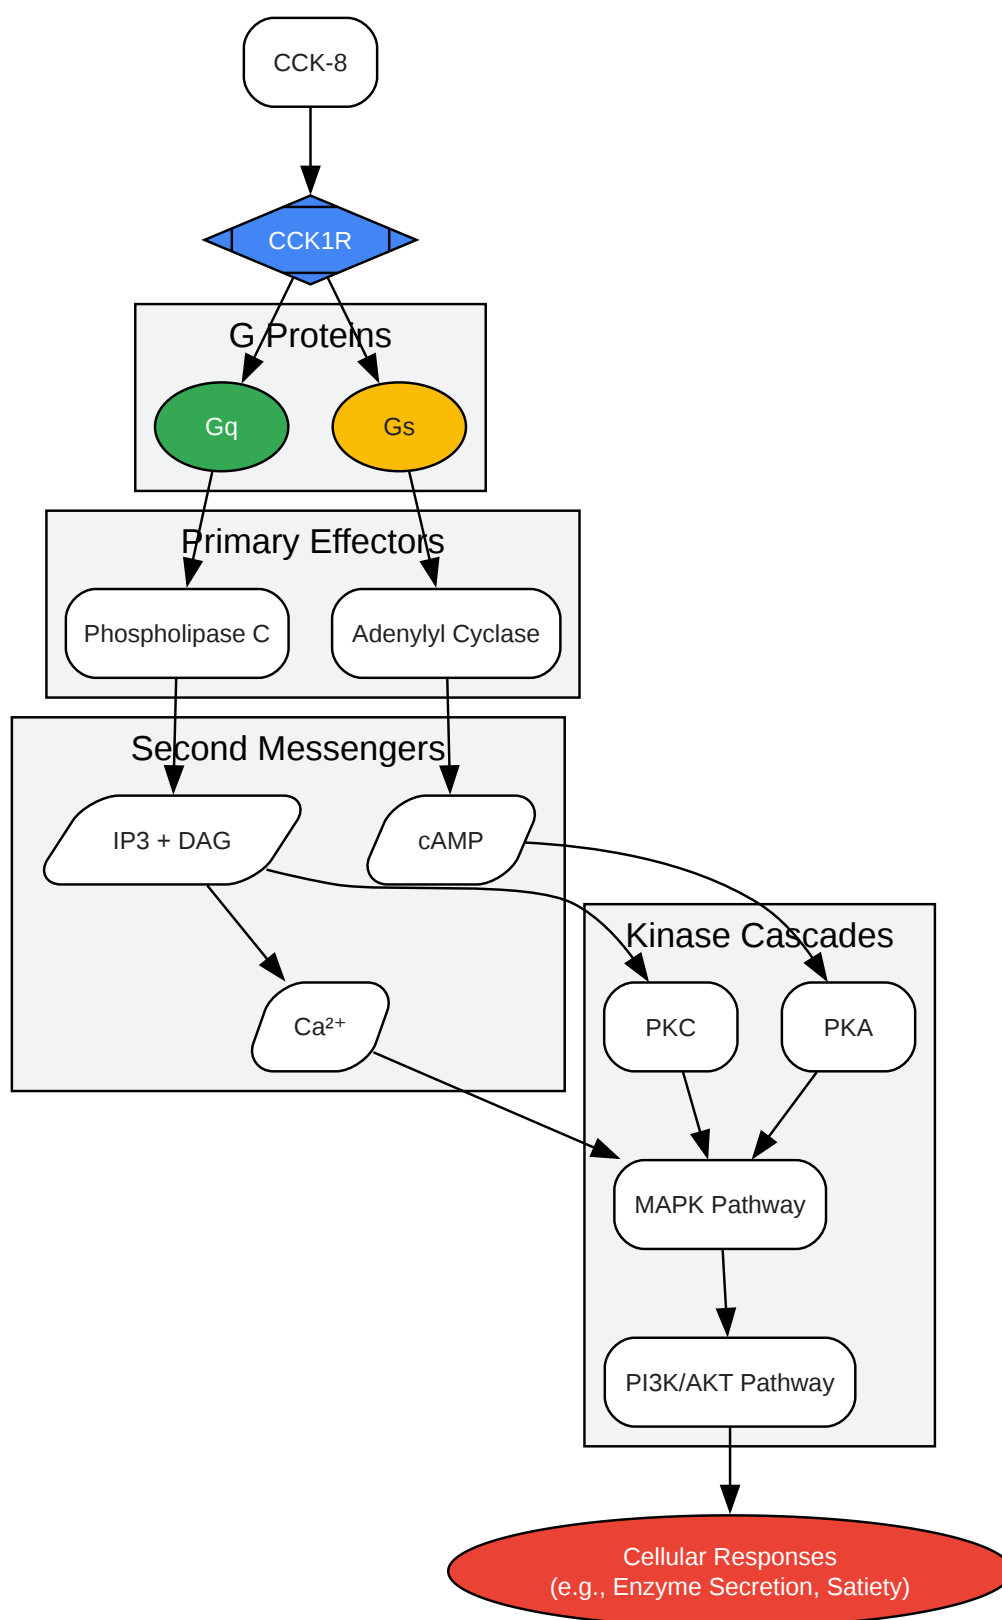 CCK-8
CCK1R
G Proteins
Gq
Gs
Primary Effectors
Phospholipase C
Adenylyl Cyclase
Second Messengers
IP3 + DAG
cAMP
Kinase Cascades
Ca²⁺
PKC
PKA
MAPK Pathway
PI3K/AKT Pathway
Cellular Responses
(e.g., Enzyme Secretion, Satiety)